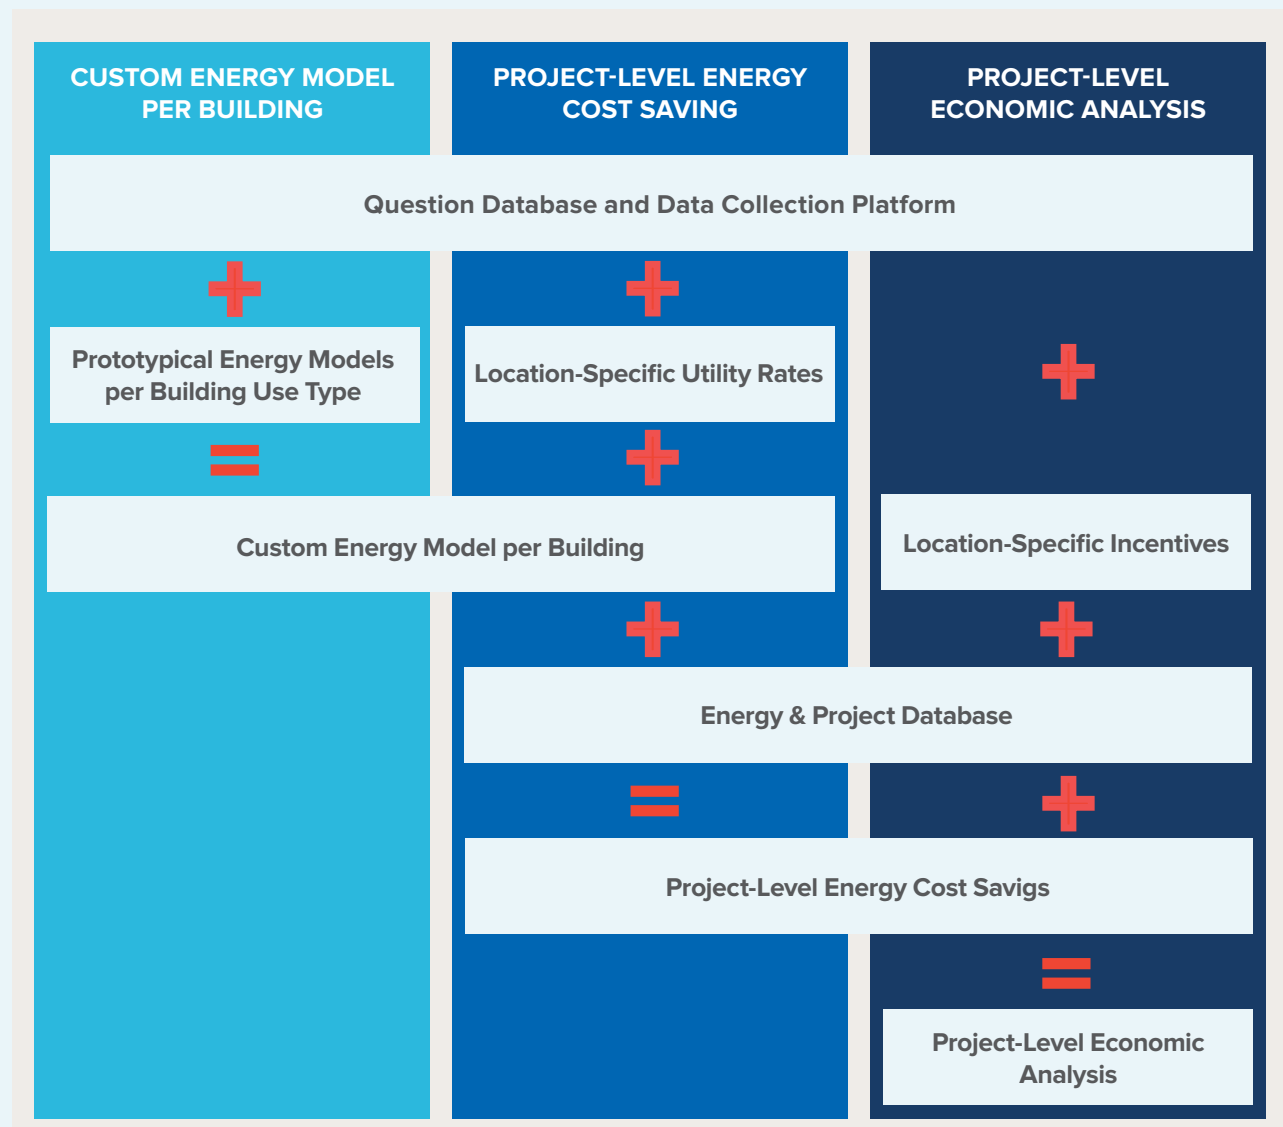 CUSTOM ENERGY MODEL
PER BUILDING
PROJECT-LEVEL ENERGY
COST SAVING
PROJECT-LEVEL
ECONOMIC ANALYSIS
Question Database and Data Collection Platform
+
+
Prototypical Energy Models
per Building Use Type
Location-Specific Utility Rates
+
=
+
Custom Energy Model per Building
Location-Specific Incentives
+
+
Energy & Project Database
=
+
Project-Level Energy Cost Savigs
=
Project-Level Economic
Analysis